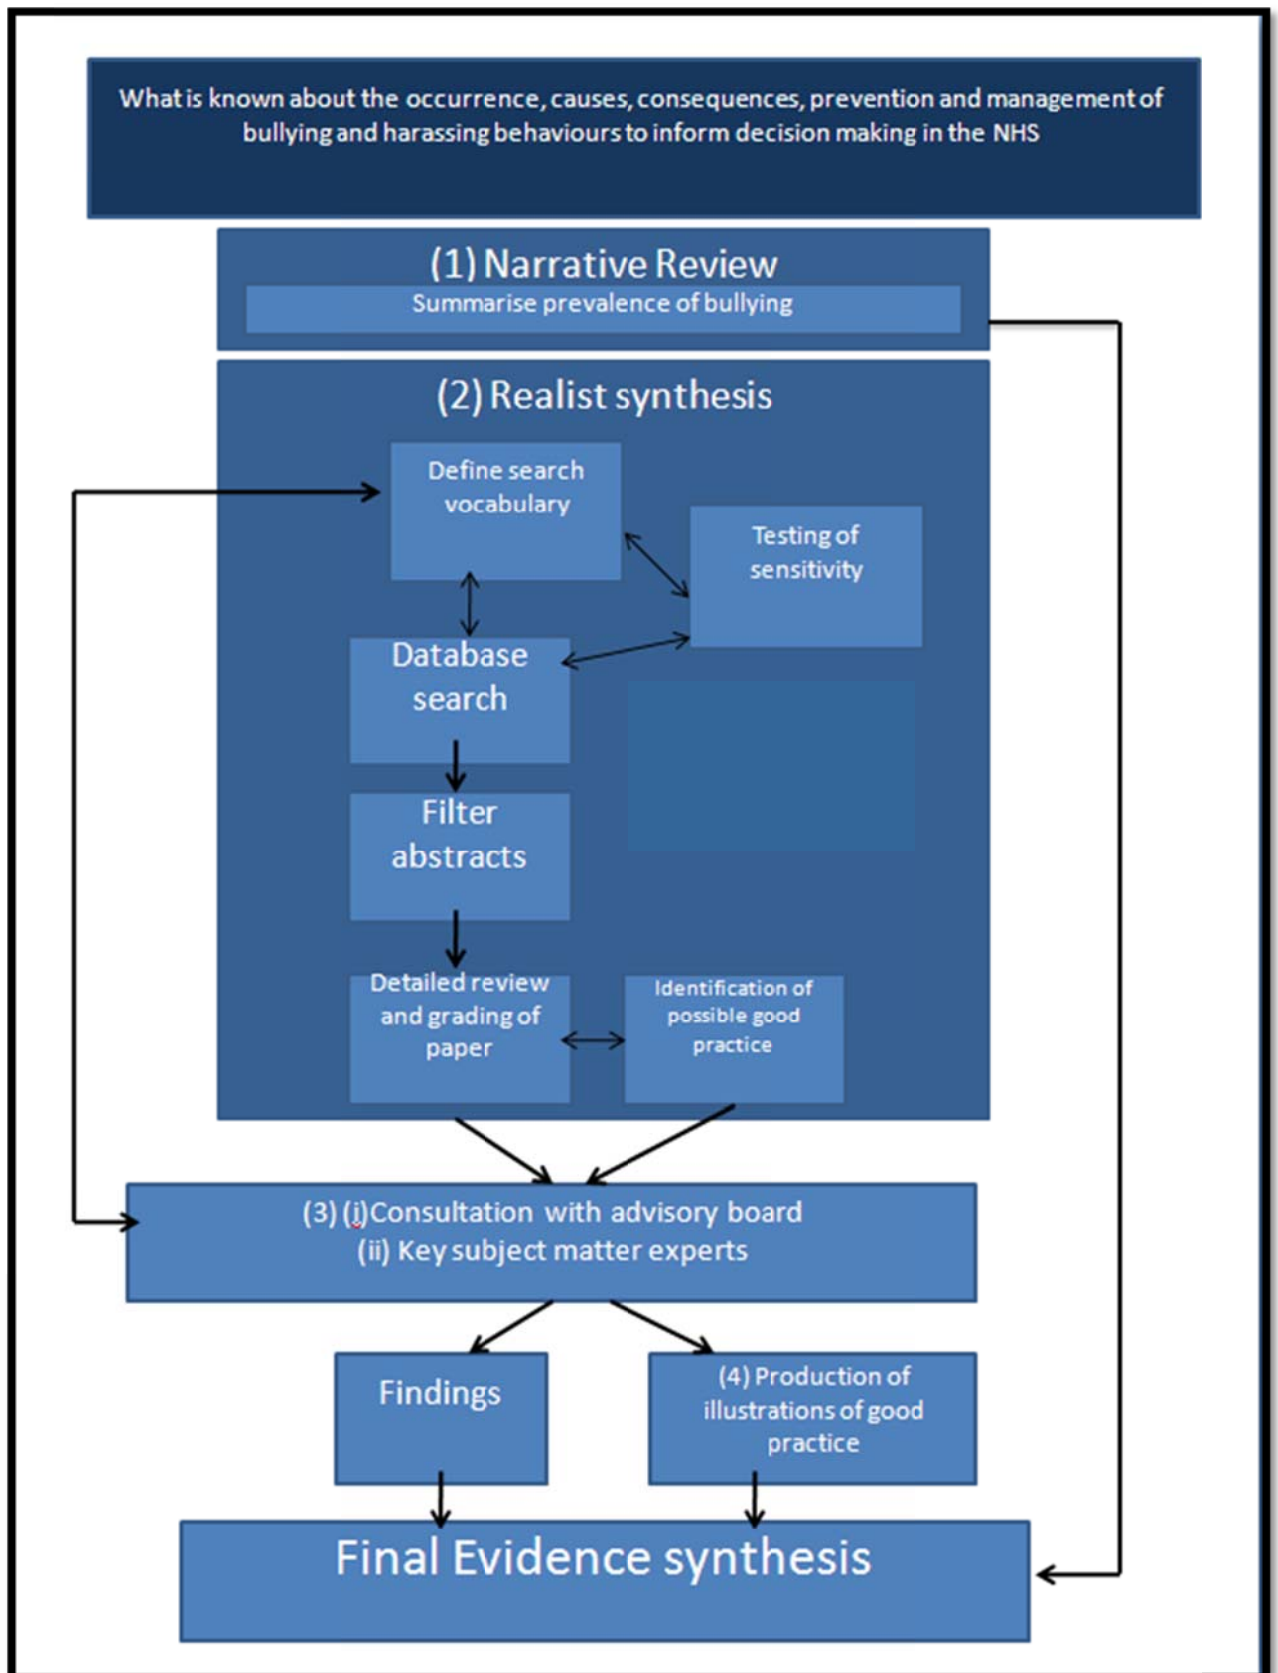 What is known about the occurrence, causes, consequences, prevention and management of
bullying and harassing behaviours to inform decision making in the NHS
(1) Narrative Review
Summarise prevalence of bullying
(2) Realist synthesis
Define search
vocabulary
Testing of
sensitivity
Database
search
Filter
abstracts
Detailed review
and grading of
paper
Identification of
possible good
practice
(3) (i)Consultation with advisory board
(ii) Key subject matter experts
Findings
(4) Production of
illustrations of good
practice
Final Evidence synthesis